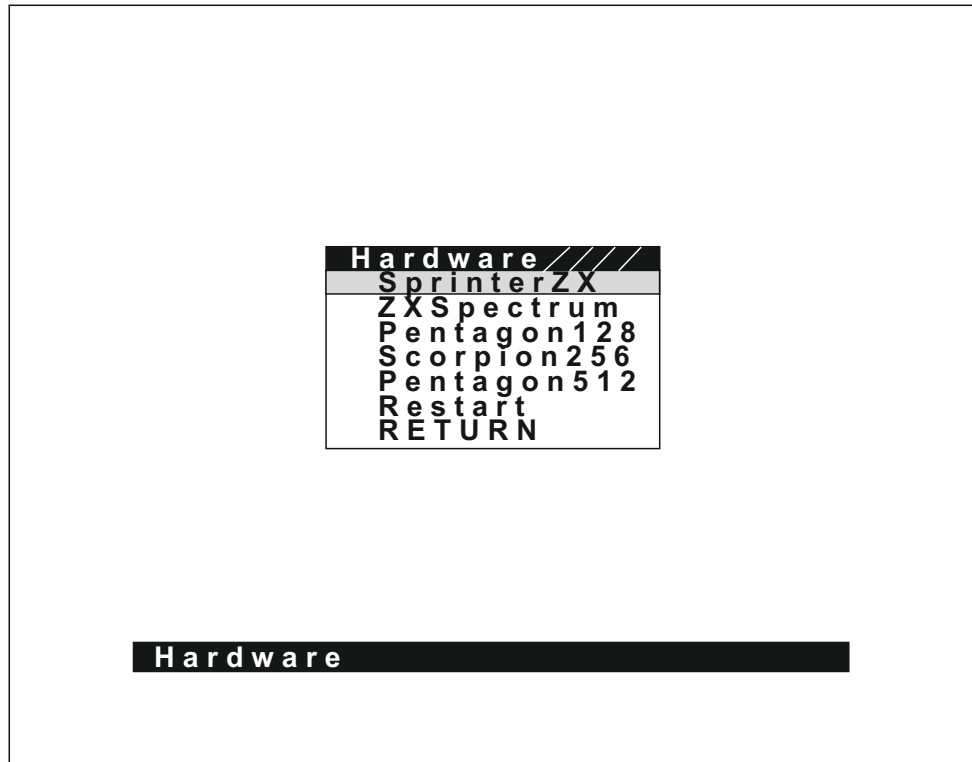 Hardware
SprinterZX
ZXSpectrum
Pentagon128
Scorpion256
Pentagon512
Restart
RETURN
Hardware